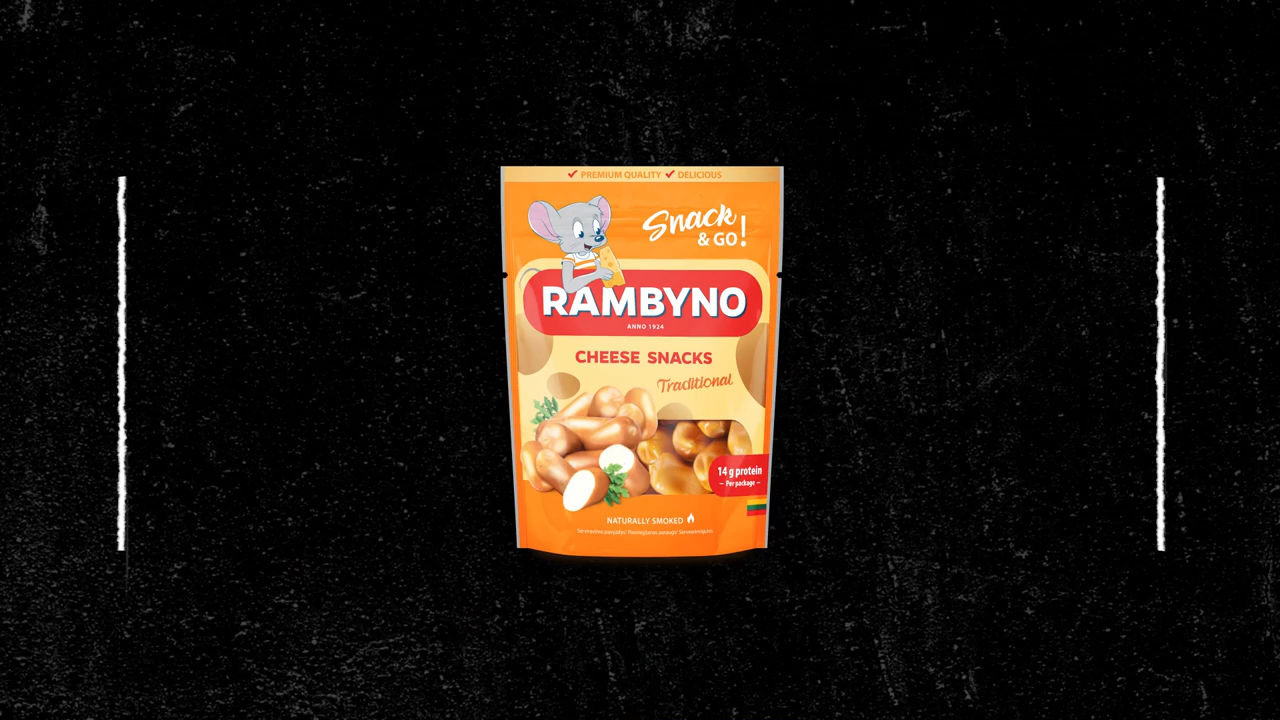 PREMIUM QUALITY DELICIOUS
Snack
& GO!
RAMBYNO
ANNO 1924
CHEESE SNACKS
Traditional
14 g protein
– Per package –
NATURALLY SMOKED